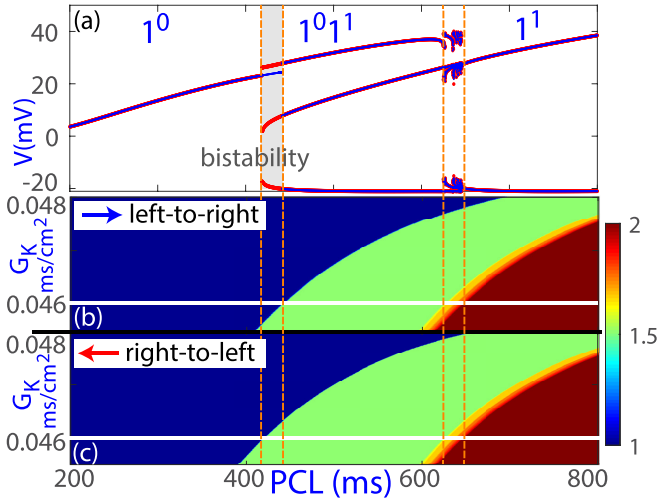 (a)
1⁰
1⁰1¹
1¹
40
20
0
-20
V(mV)
bistability
0.048
left-to-right
G_K
ms/cm²
0.046
(b)
0.048
right-to-left
G_K
ms/cm²
0.046
(c)
2
1.5
1
200
400
600
800
PCL (ms)